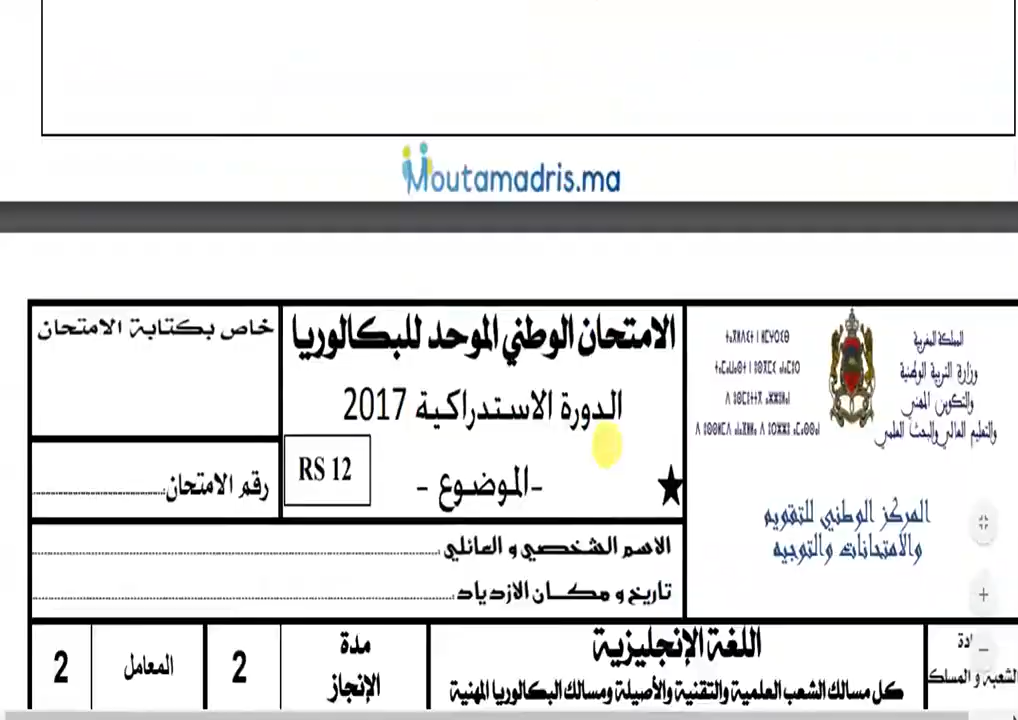 Moutamadris.ma
المملكة المغربية
وزارة التربية الوطنية
والتكوين المهني
والتعليم العالي والبحث العلمي
المركز الوطني للتقويم
والامتحانات والتوجيه
الامتحان الوطني الموحد للبكالوريا
الدورة الاستدراكية 2017
-الموضوع -
RS 12
خاص بكتابة الامتحان
رقم الامتحان:
الاسم الشخصي و العائلي:
تاريخ و مكان الازدياد:
الشعبة و المسلك
اللغة الإنجليزية
كل مسالك الشعب العلمية والتقنية والأصيلة ومسالك البكالوريا المهنية
مدة
الإنجاز
2
المعامل
2